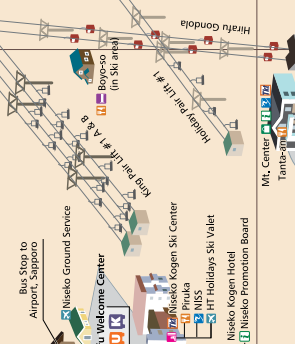 Hirafu Gondola
Boyo-so
(in Ski area)
Holiday Pair Lift #1
King Pair Lift #1 A & B
Mt. Center
Tanta-an
Bus Stop to
Airport, Sapporo
Niseko Ground Service
Welcome Center
Niseko Kogen Ski Center
Piruka
NISS
HT Holidays Ski Valet
Niseko Kogen Hotel
Niseko Promotion Board